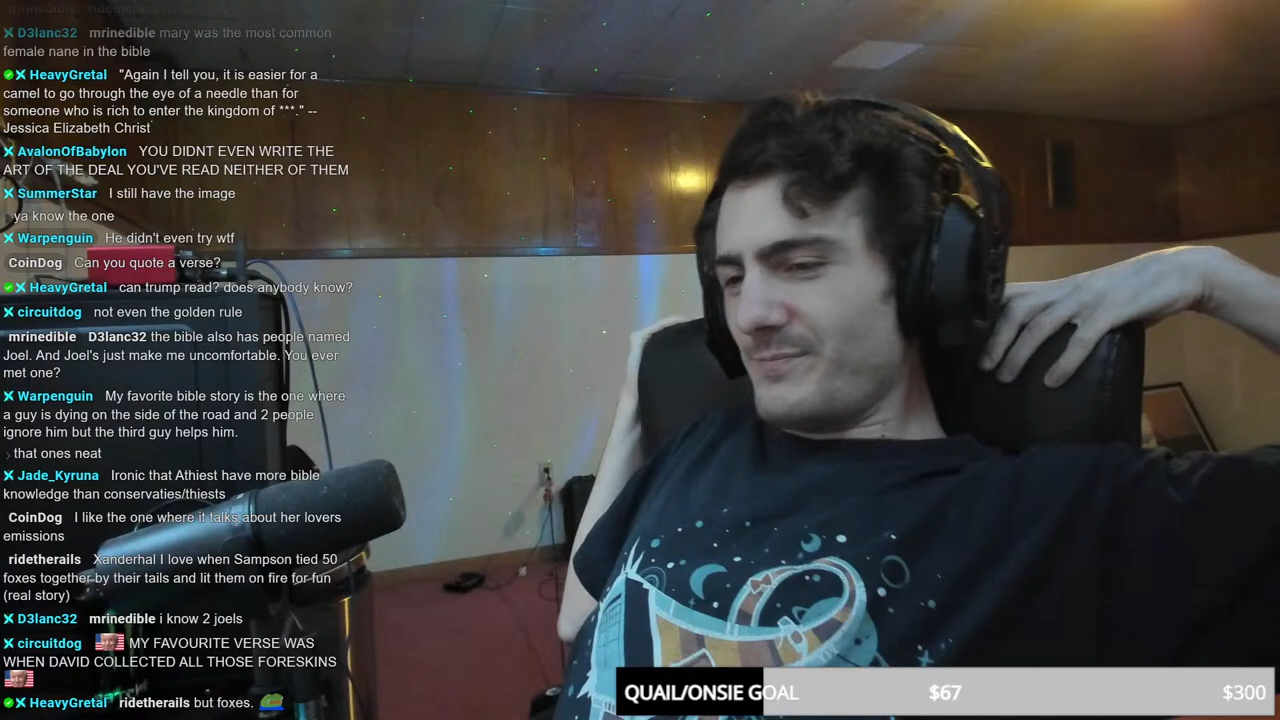 D3lanc32 mrinedible mary was the most common
female nane in the bible
HeavyGretal "Again I tell you, it is easier for a
camel to go through the eye of a needle than for
someone who is rich to enter the kingdom of ***." --
Jessica Elizabeth Christ
AvalonOfBabylon YOU DIDNT EVEN WRITE THE
ART OF THE DEAL YOU'VE READ NEITHER OF THEM
SummerStar I still have the image
ya know the one
Warpenguin He didn't even try wtf
CoinDog Can you quote a verse?
HeavyGretal can trump read? does anybody know?
circuitdog not even the golden rule
mrinedible D3lanc32 the bible also has people named
Joel. And Joel's just make me uncomfortable. You ever
met one?
Warpenguin My favorite bible story is the one where
a guy is dying on the side of the road and 2 people
ignore him but the third guy helps him.
that ones neat
Jade_Kyruna Ironic that Athiest have more bible
knowledge than conservaties/thiests
CoinDog I like the one where it talks about her lovers
emissions
ridetherails Xanderhal I love when Sampson tied 50
foxes together by their tails and lit them on fire for fun
(real story)
D3lanc32 mrinedible i know 2 joels
circuitdog MY FAVOURITE VERSE WAS
WHEN DAVID COLLECTED ALL THOSE FORESKINS
HeavyGretal ridetherails but foxes.
QUAIL/ONSIE GOAL $67 $300